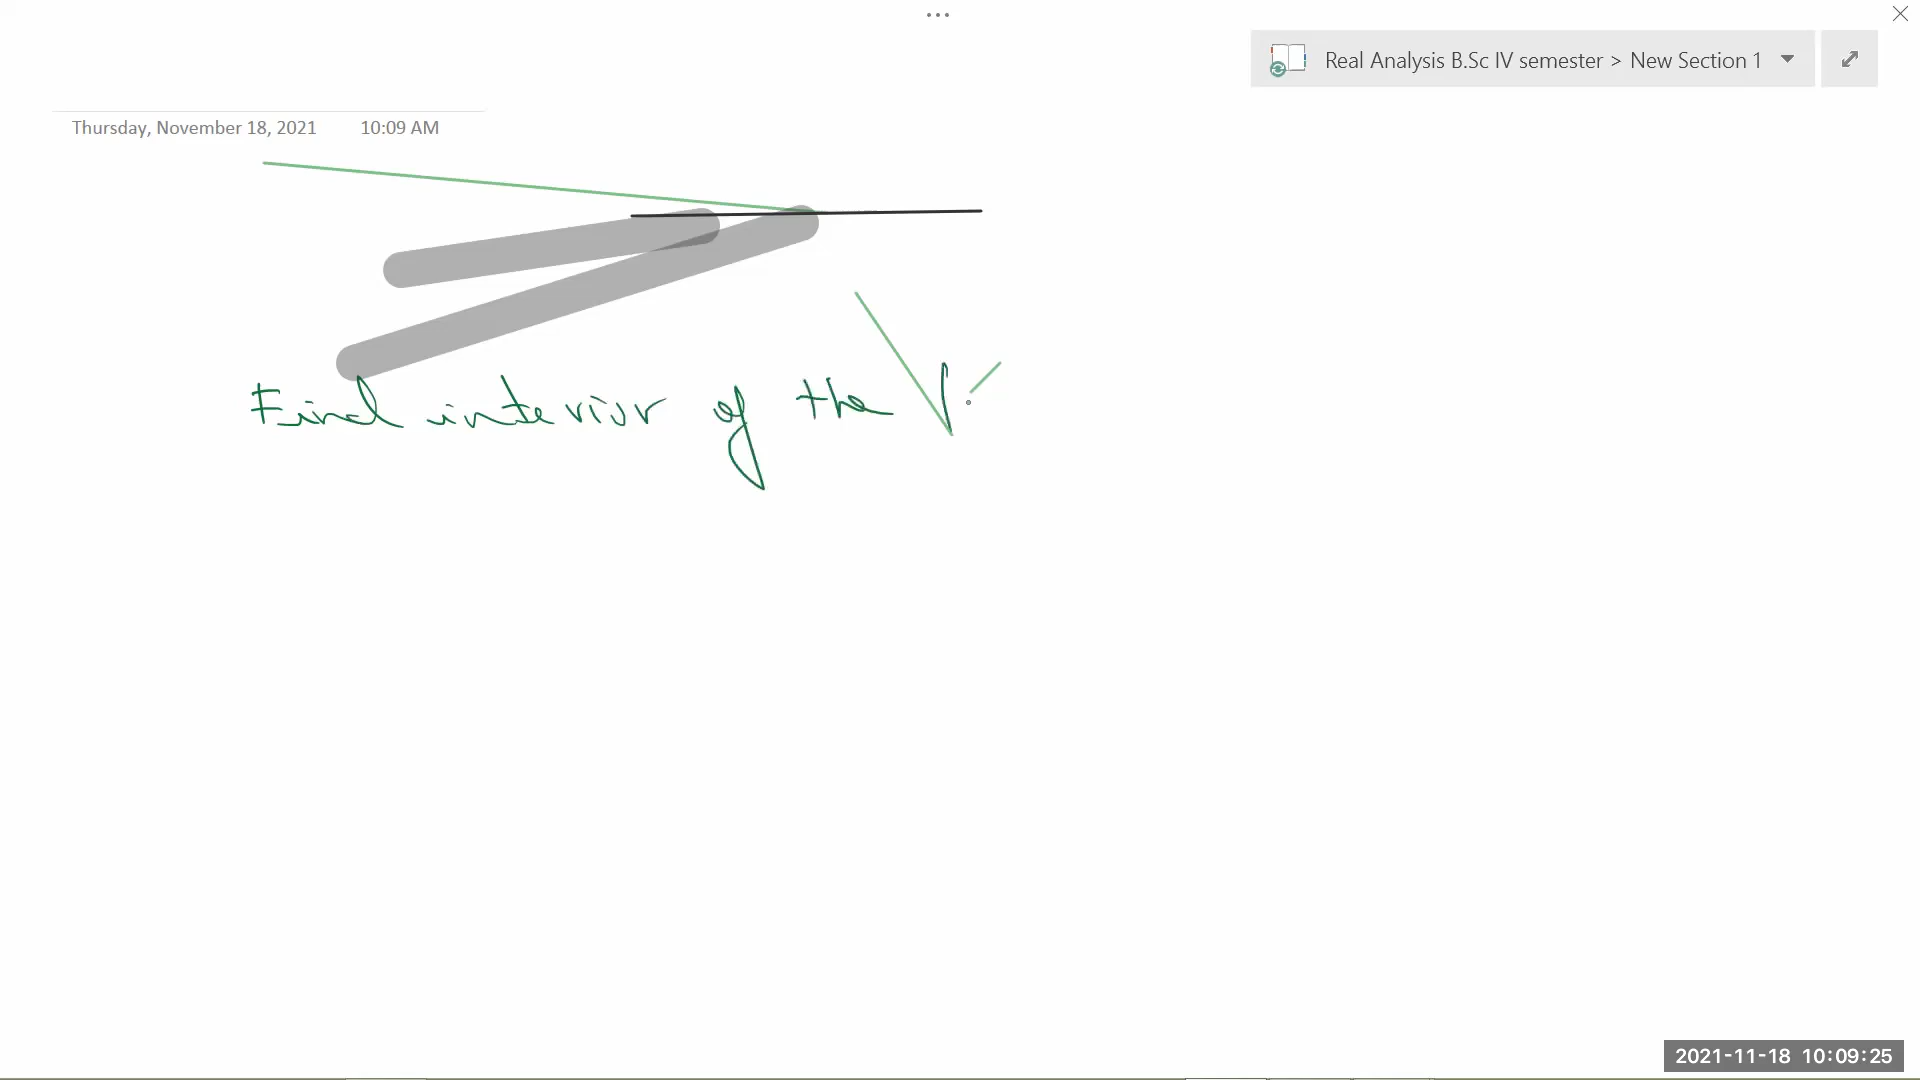 Real Analysis B.Sc IV semester > New Section 1
Thursday, November 18, 2021 10:09 AM
Find interior of the
2021-11-18 10:09:25